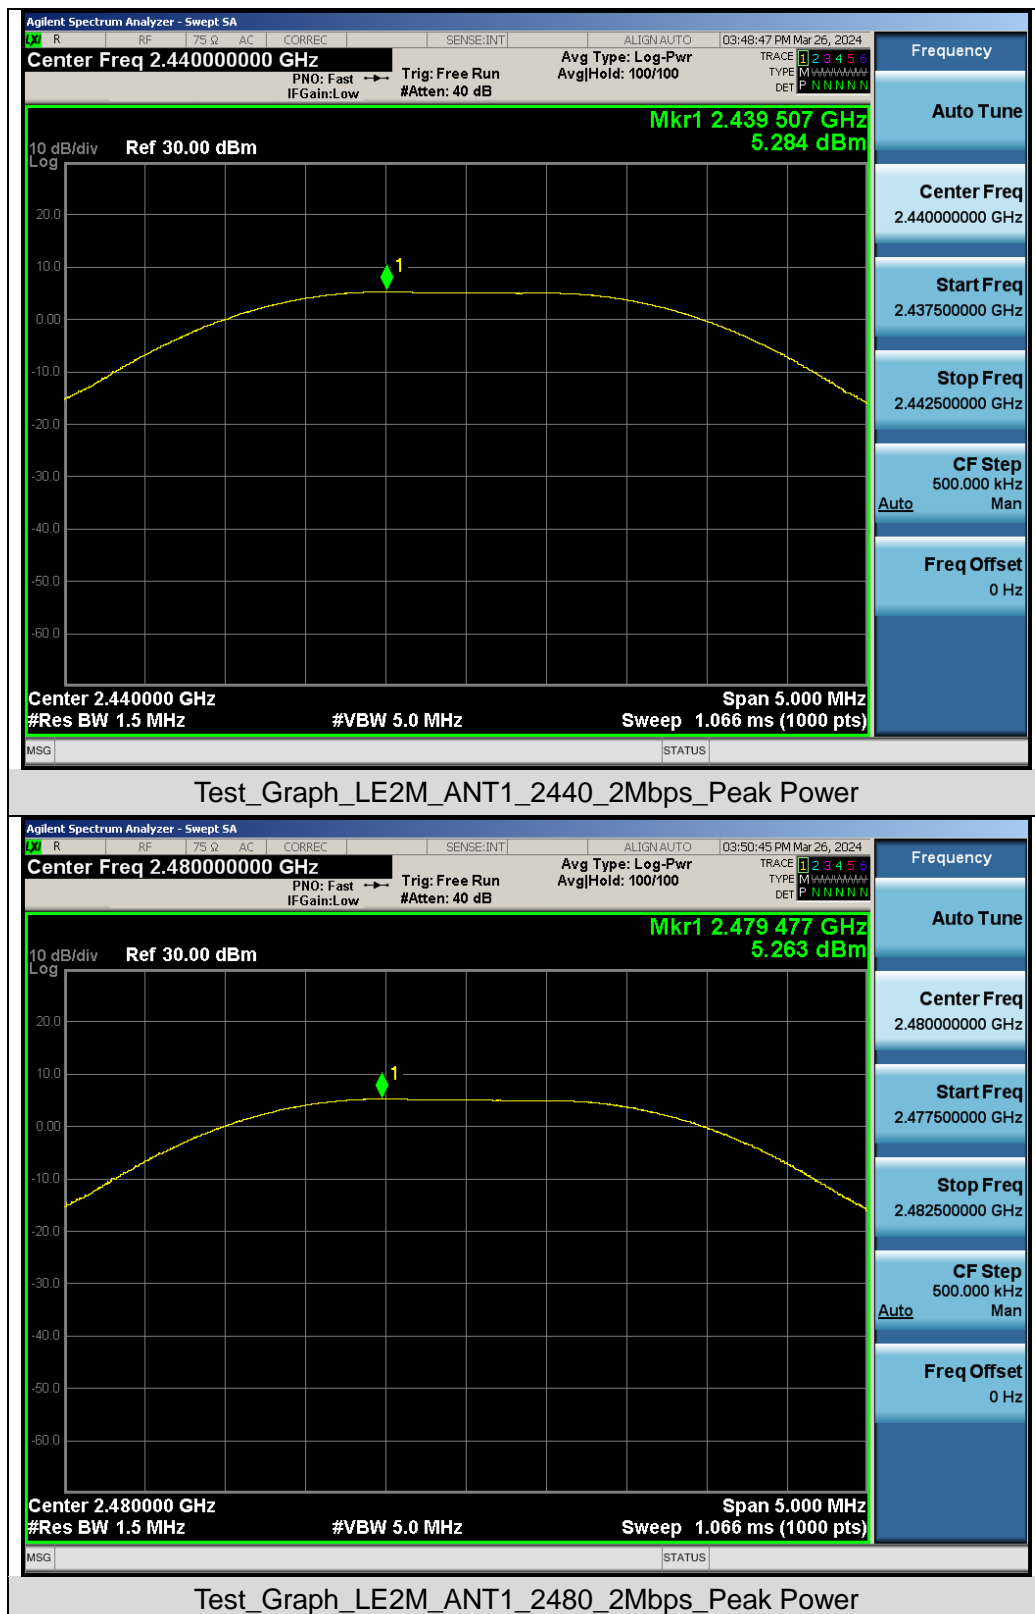 Agilent Spectrum Analyzer - Swept SA
LXI R RF 75 Ω AC CORREC SENSE:INT ALIGN AUTO 03:48:47 PM Mar 26, 2024
Center Freq 2.440000000 GHz
PNO: Fast
IFGain:Low
Trig: Free Run
#Atten: 40 dB
Avg Type: Log-Pwr
Avg|Hold: 100/100
TRACE 1 2 3 4 5 6
TYPE M WWWWW
DET P N N N N N
Frequency
Mkr1 2.439 507 GHz
5.284 dBm
10 dB/div Ref 30.00 dBm
Log
20.0
10.0
0.00
-10.0
-20.0
-30.0
-40.0
-50.0
-60.0
1
Center 2.440000 GHz Span 5.000 MHz
#Res BW 1.5 MHz #VBW 5.0 MHz Sweep 1.066 ms (1000 pts)
Auto Tune
Center Freq
2.440000000 GHz
Start Freq
2.437500000 GHz
Stop Freq
2.442500000 GHz
CF Step
500.000 kHz
Auto Man
Freq Offset
0 Hz
MSG STATUS
Test_Graph_LE2M_ANT1_2440_2Mbps_Peak Power
Agilent Spectrum Analyzer - Swept SA
LXI R RF 75 Ω AC CORREC SENSE:INT ALIGN AUTO 03:50:45 PM Mar 26, 2024
Center Freq 2.480000000 GHz
PNO: Fast
IFGain:Low
Trig: Free Run
#Atten: 40 dB
Avg Type: Log-Pwr
Avg|Hold: 100/100
TRACE 1 2 3 4 5 6
TYPE M WWWWW
DET P N N N N N
Frequency
Mkr1 2.479 477 GHz
5.263 dBm
10 dB/div Ref 30.00 dBm
Log
20.0
10.0
0.00
-10.0
-20.0
-30.0
-40.0
-50.0
-60.0
1
Center 2.480000 GHz Span 5.000 MHz
#Res BW 1.5 MHz #VBW 5.0 MHz Sweep 1.066 ms (1000 pts)
Auto Tune
Center Freq
2.480000000 GHz
Start Freq
2.477500000 GHz
Stop Freq
2.482500000 GHz
CF Step
500.000 kHz
Auto Man
Freq Offset
0 Hz
MSG STATUS
Test_Graph_LE2M_ANT1_2480_2Mbps_Peak Power